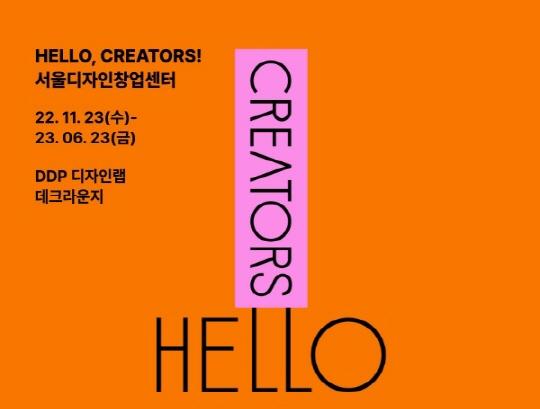 HELLO, CREATORS!
서울디자인창업센터
22. 11. 23(수)-
23. 06. 23(금)
DDP 디자인랩
데크라운지
CREATORS
HELLO